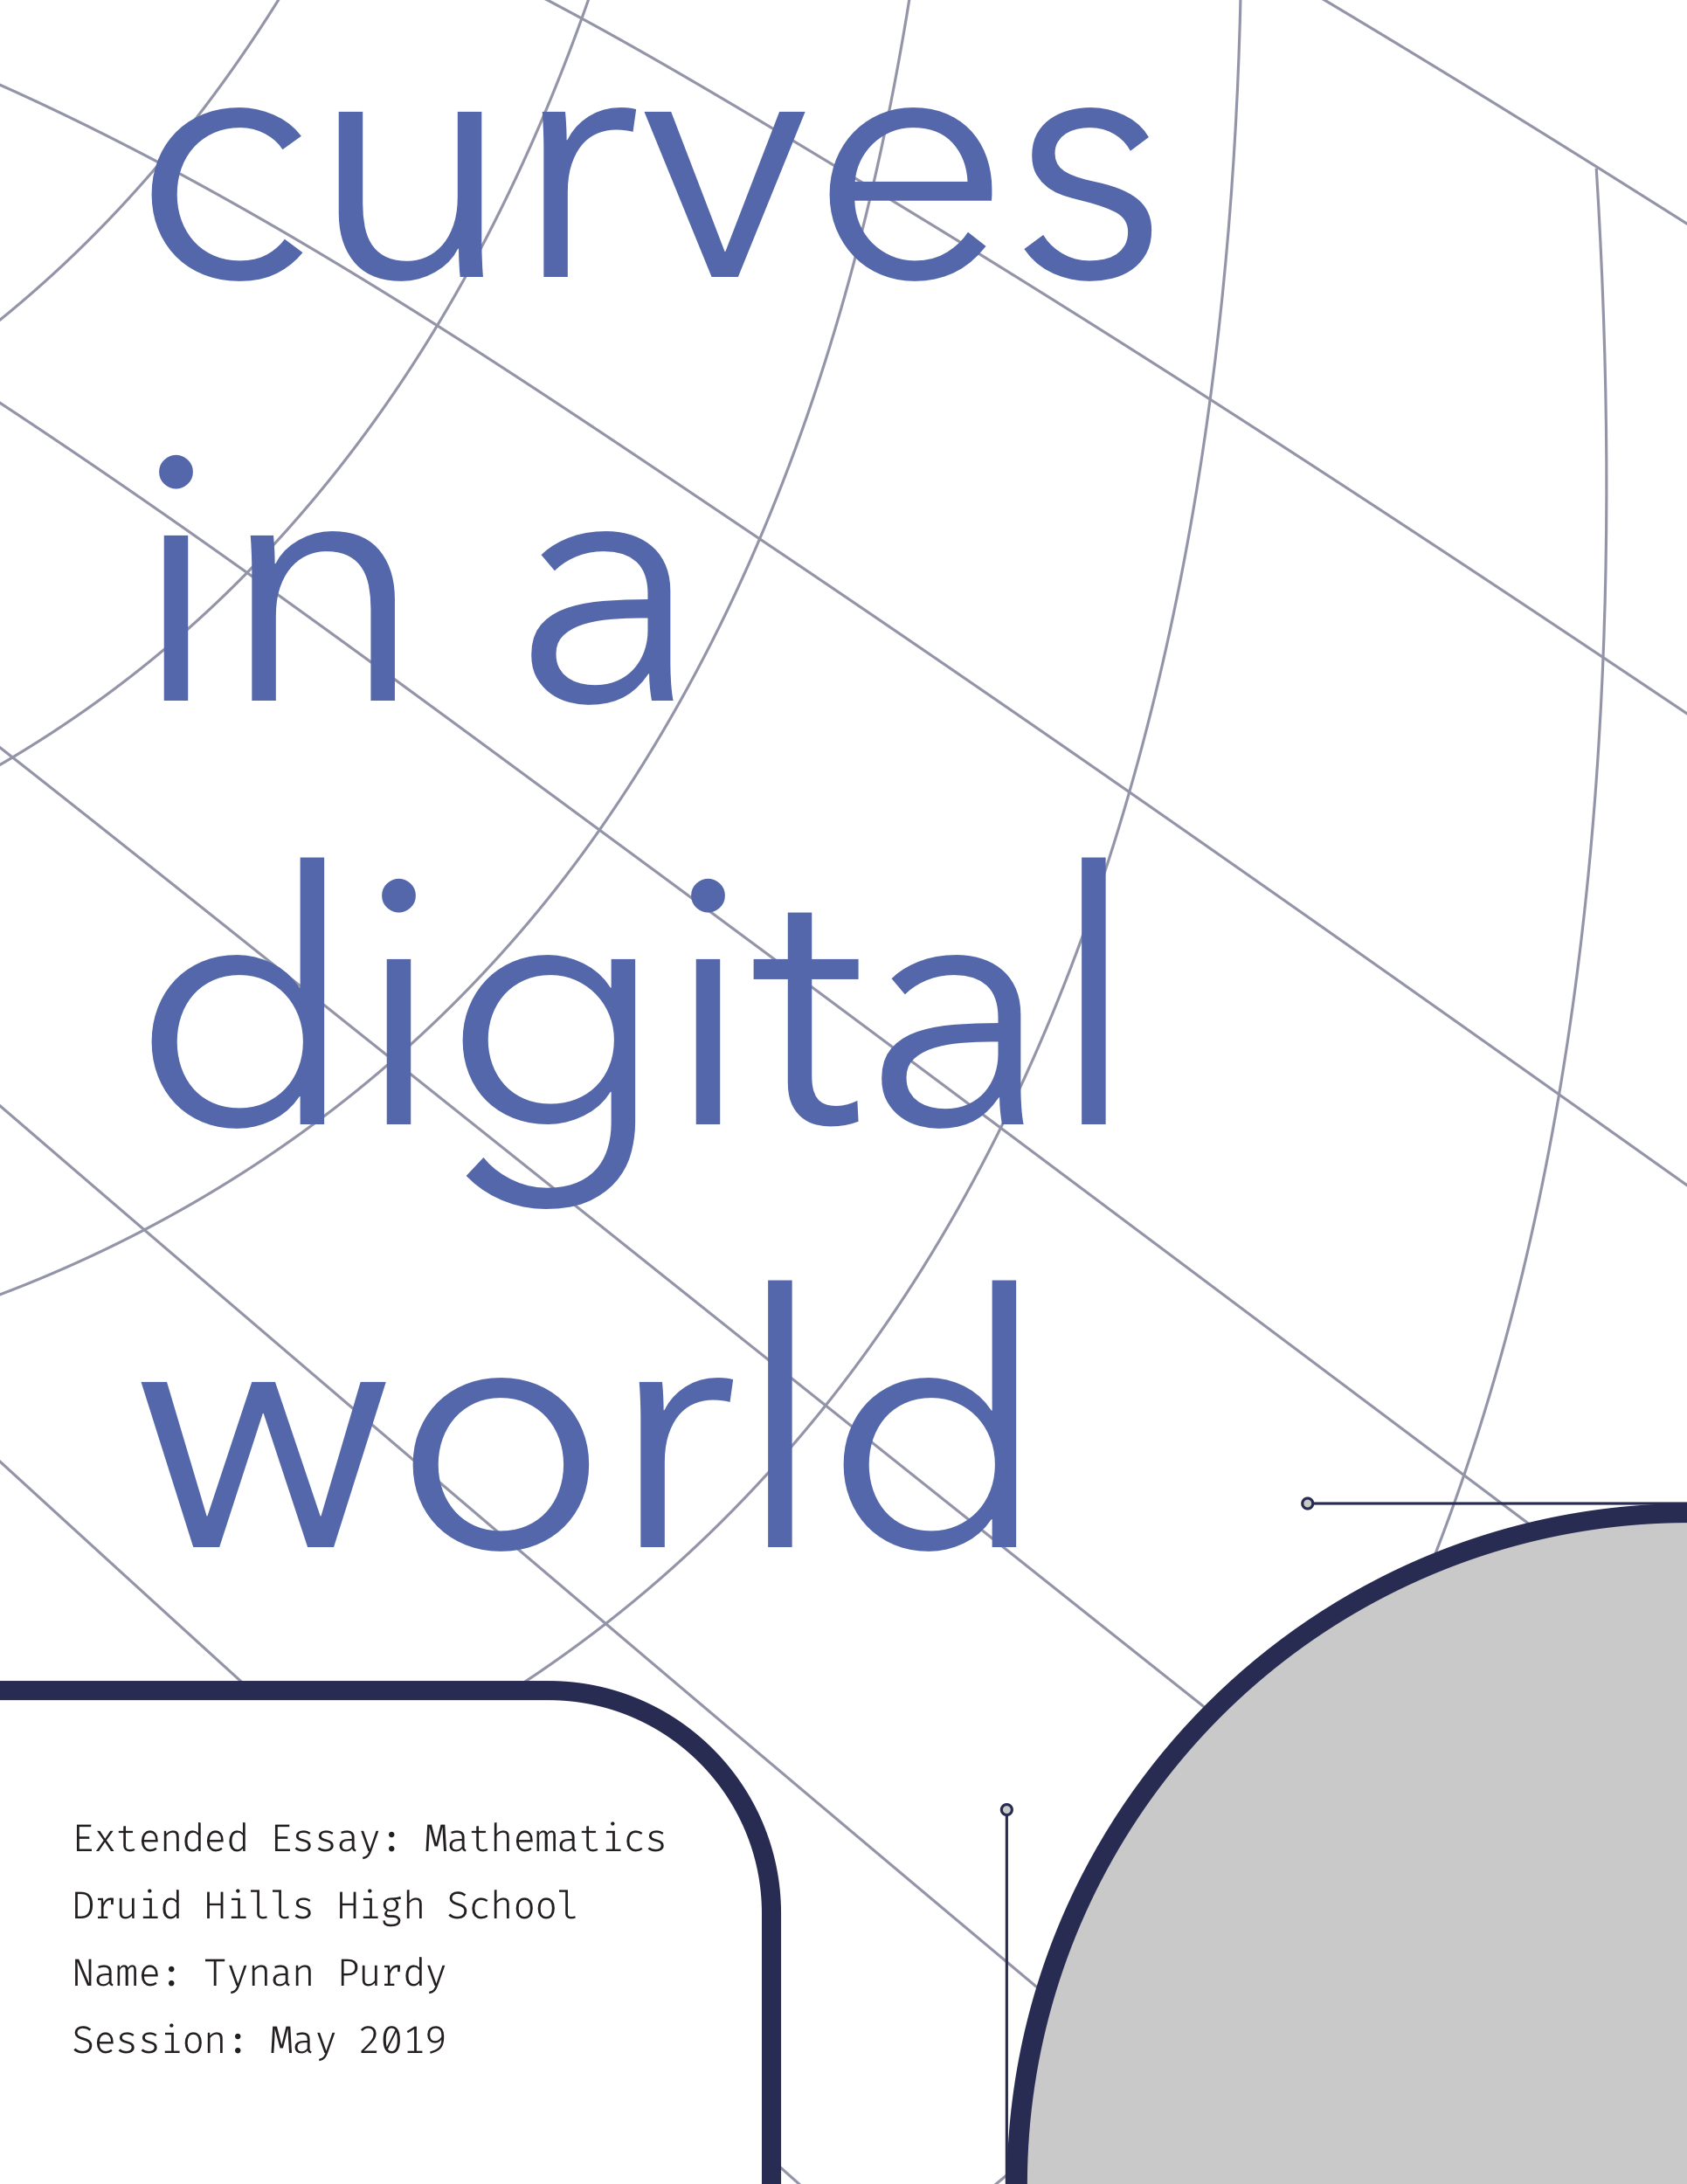 curves
in a
digital
world
Extended Essay: Mathematics
Druid Hills High School
Name: Tynan Purdy
Session: May 2019